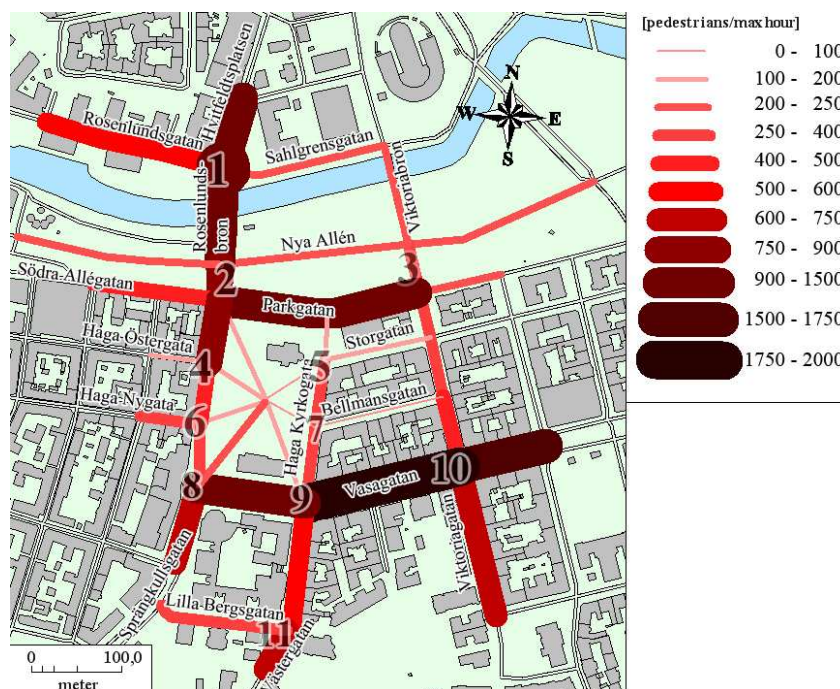 [pedestrians/max hour]
0 - 100
100 - 200
200 - 250
250 - 400
400 - 500
500 - 600
600 - 750
750 - 900
900 - 1500
1500 - 1750
1750 - 2000
N
W
E
S
Hvitfeldtsplatsen
Rosenlundsgatan
1
Sahlgrensgatan
Rosenlunds-
bron
Viktoriabron
Nya Allén
2
3
Södra-Allégatan
Parkgatan
Haga-Östergata
Storgatan
4
5
Haga Kyrkogata
Haga-Nygata
6
7
Bellmansgatan
8
9
Vasagatan
10
Viktoriagatan
Sprängkullsgatan
Lilla-Bergsgatan
11
Västergatan
0
100,0
meter